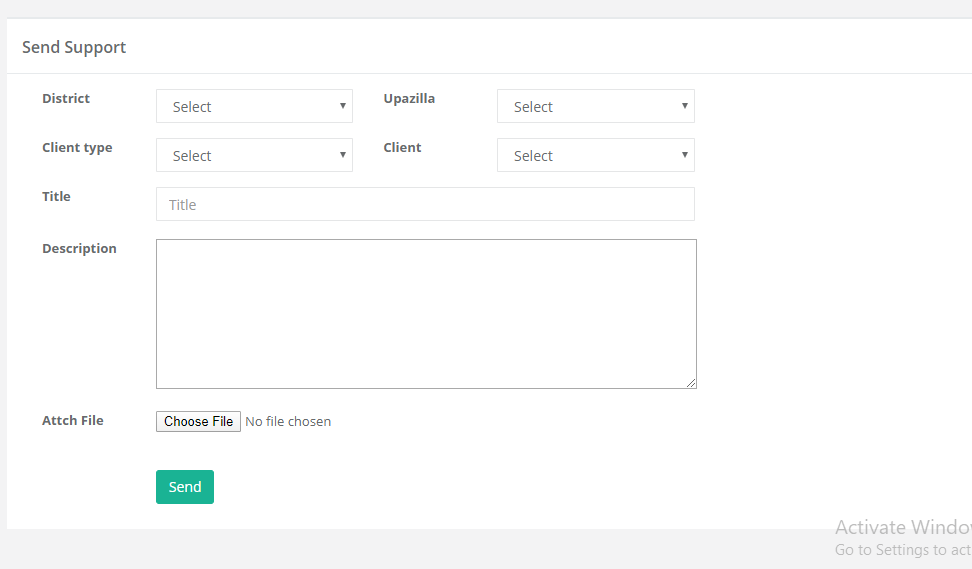 Send Support
District Select Upazilla Select
Client type Select Client Select
Title Title
Description
Attch File Choose File No file chosen
Send
Activate Windo
Go to Settings to act